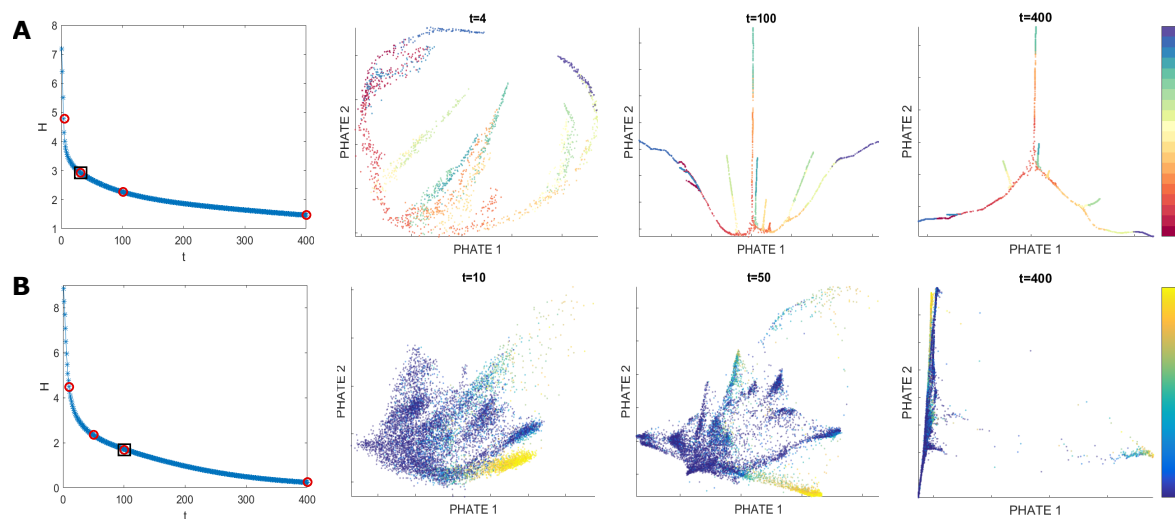 A
t=4
t=100
t=400
8
7
6
5
4
3
2
1
H
0
100
200
300
400
t
PHATE 2
PHATE 1
PHATE 2
PHATE 1
PHATE 2
PHATE 1
B
t=10
t=50
t=400
8
6
4
2
0
H
0
100
200
300
400
t
PHATE 2
PHATE 1
PHATE 2
PHATE 1
PHATE 2
PHATE 1